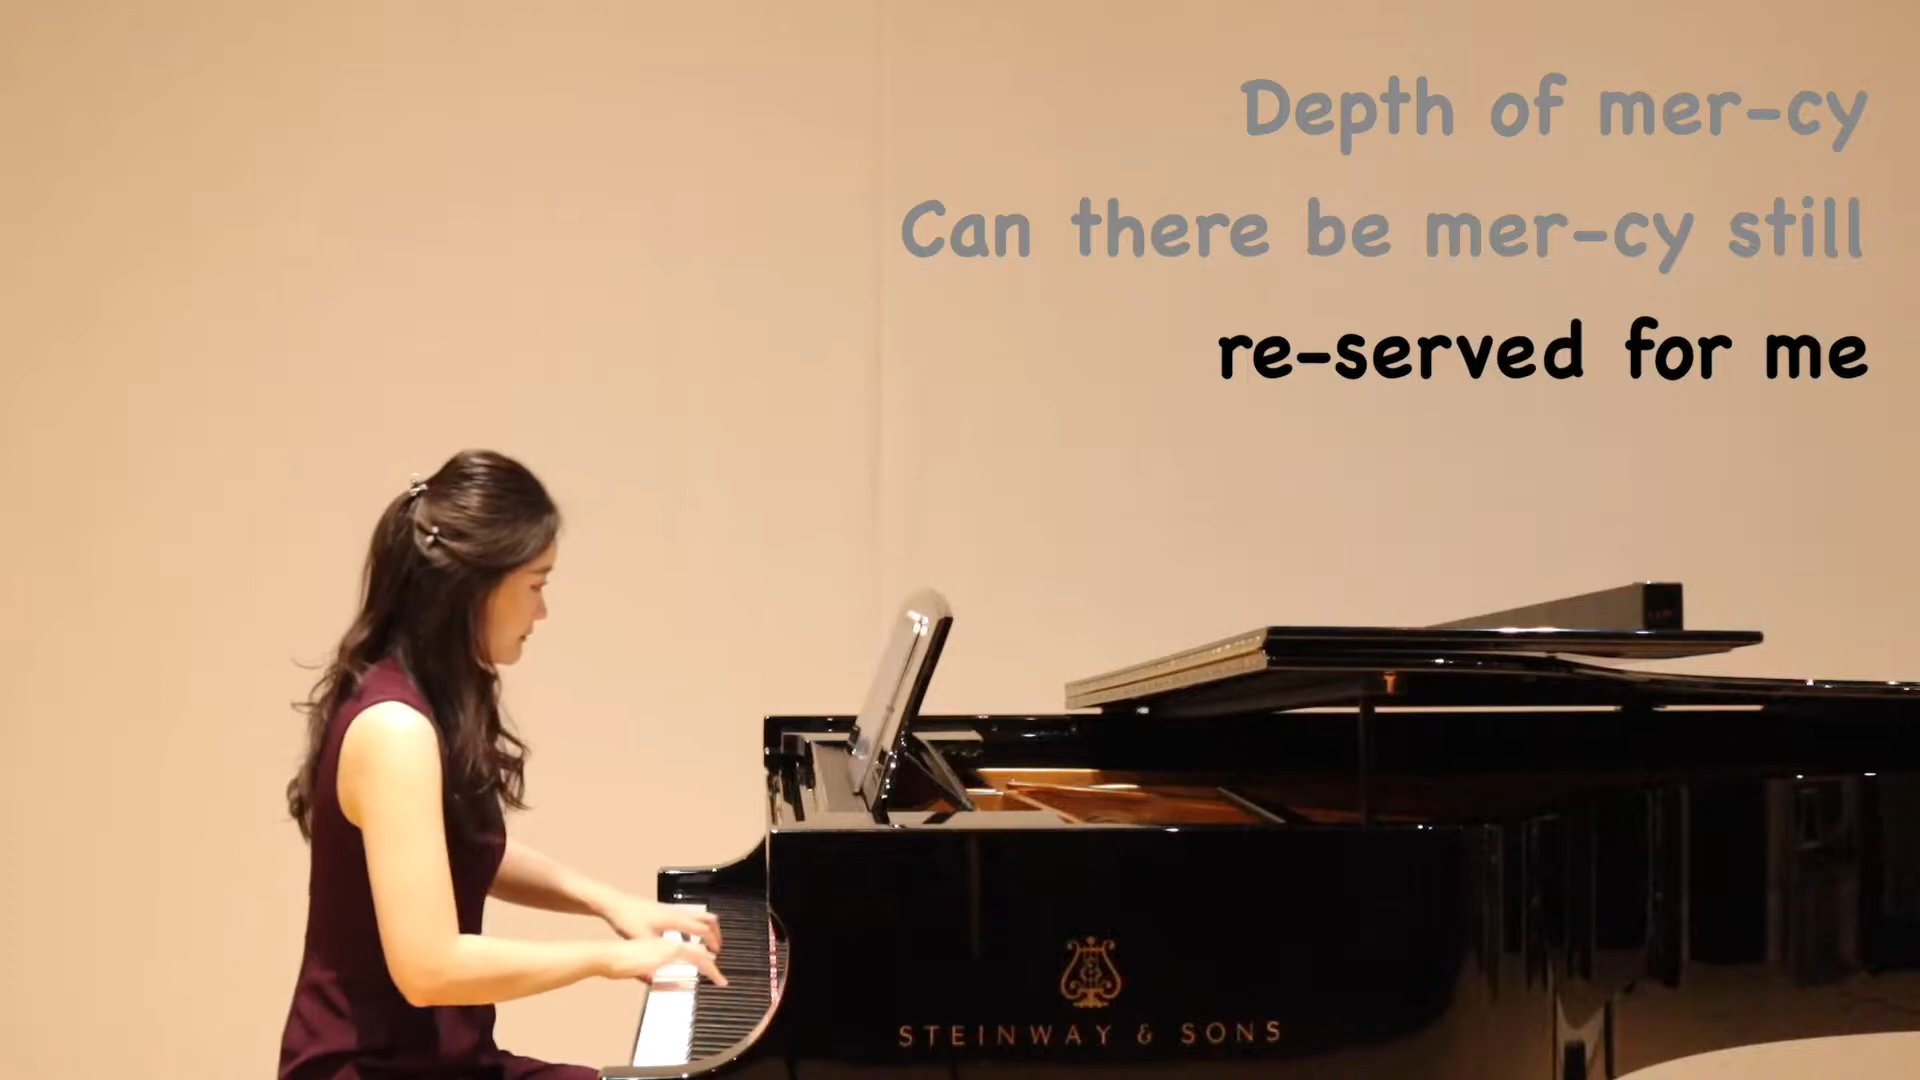 Depth of mer-cy
Can there be mer-cy still
re-served for me
STEINWAY & SONS